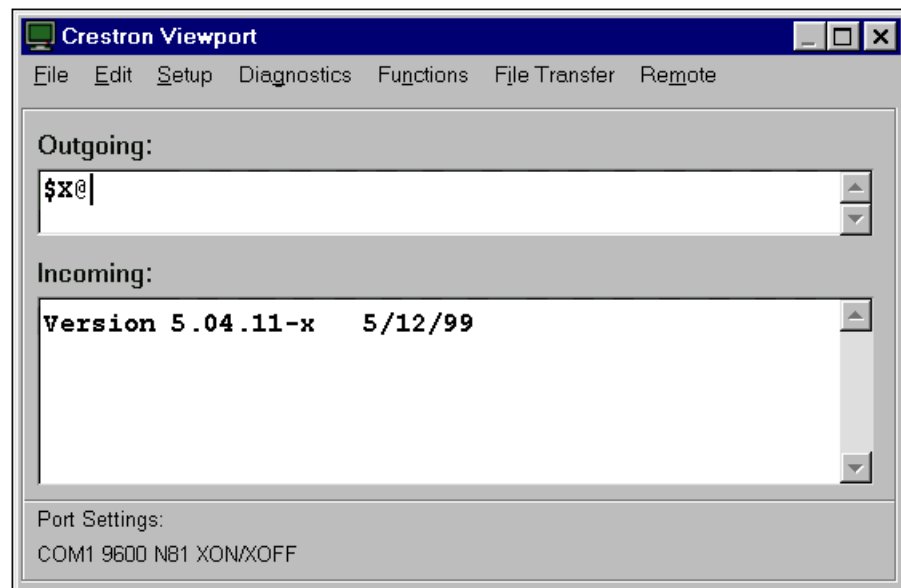 Crestron Viewport
File Edit Setup Diagnostics Functions File Transfer Remote
Outgoing:
$X@
Incoming:
Version 5.04.11-x 5/12/99
Port Settings:
COM1 9600 N81 XON/XOFF